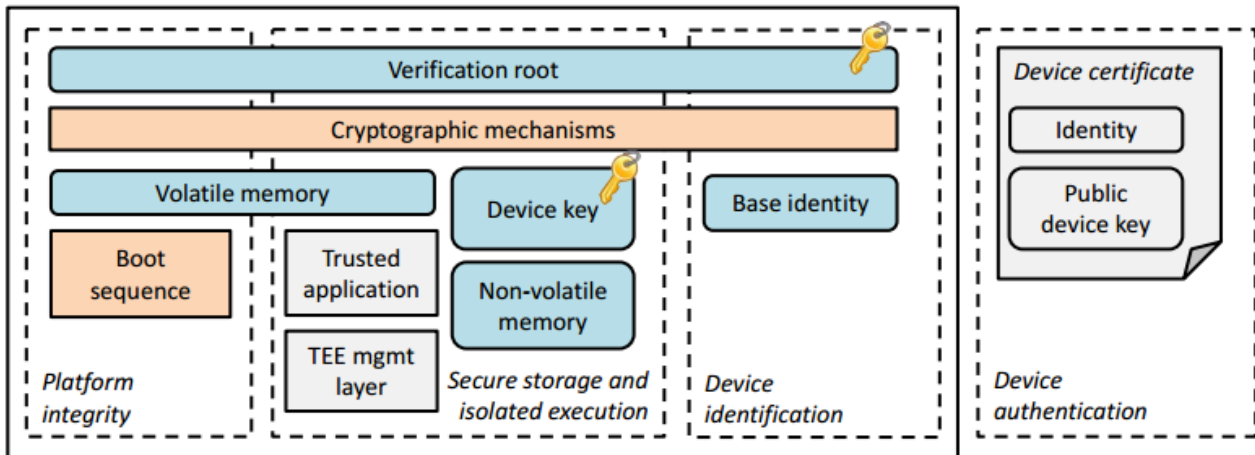 Verification root
Cryptographic mechanisms
Volatile memory
Boot
sequence
Platform
integrity
Trusted
application
TEE mgmt
layer
Device key
Non-volatile
memory
Secure storage and
isolated execution
Base identity
Device
identification
Device certificate
Identity
Public
device key
Device
authentication